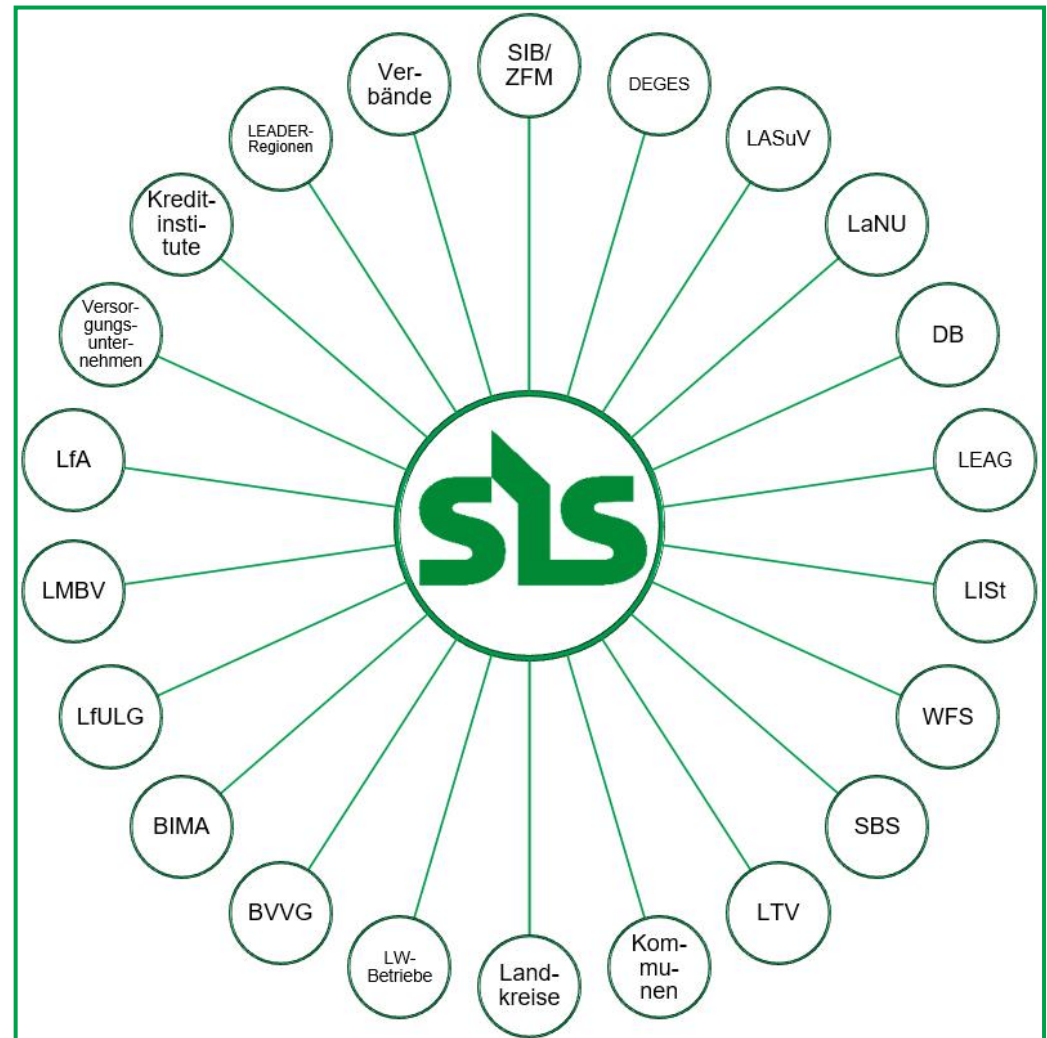 SIB/
ZFM
DEGES
LASuV
LaNU
DB
LEAG
LISt
WFS
SBS
LTV
Kom-
mu-
nen
Land-
kreise
LW-
Betriebe
BVVG
BIMA
LfULG
LMBV
LfA
Versor-
gungs-
unter-
nehmen
Kredit-
insti-
tute
LEADER-
Regionen
Ver-
bände
SLS